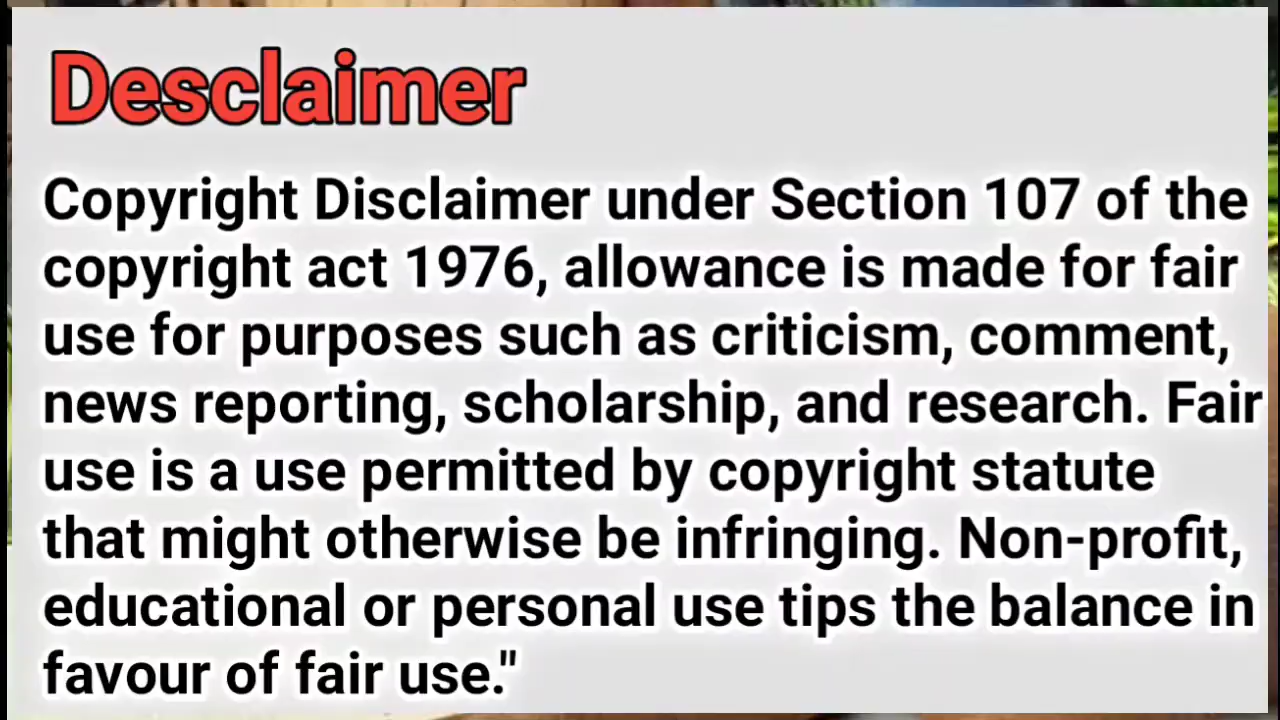 Desclaimer
Copyright Disclaimer under Section 107 of the
copyright act 1976, allowance is made for fair
use for purposes such as criticism, comment,
news reporting, scholarship, and research. Fair
use is a use permitted by copyright statute
that might otherwise be infringing. Non-profit,
educational or personal use tips the balance in
favour of fair use."